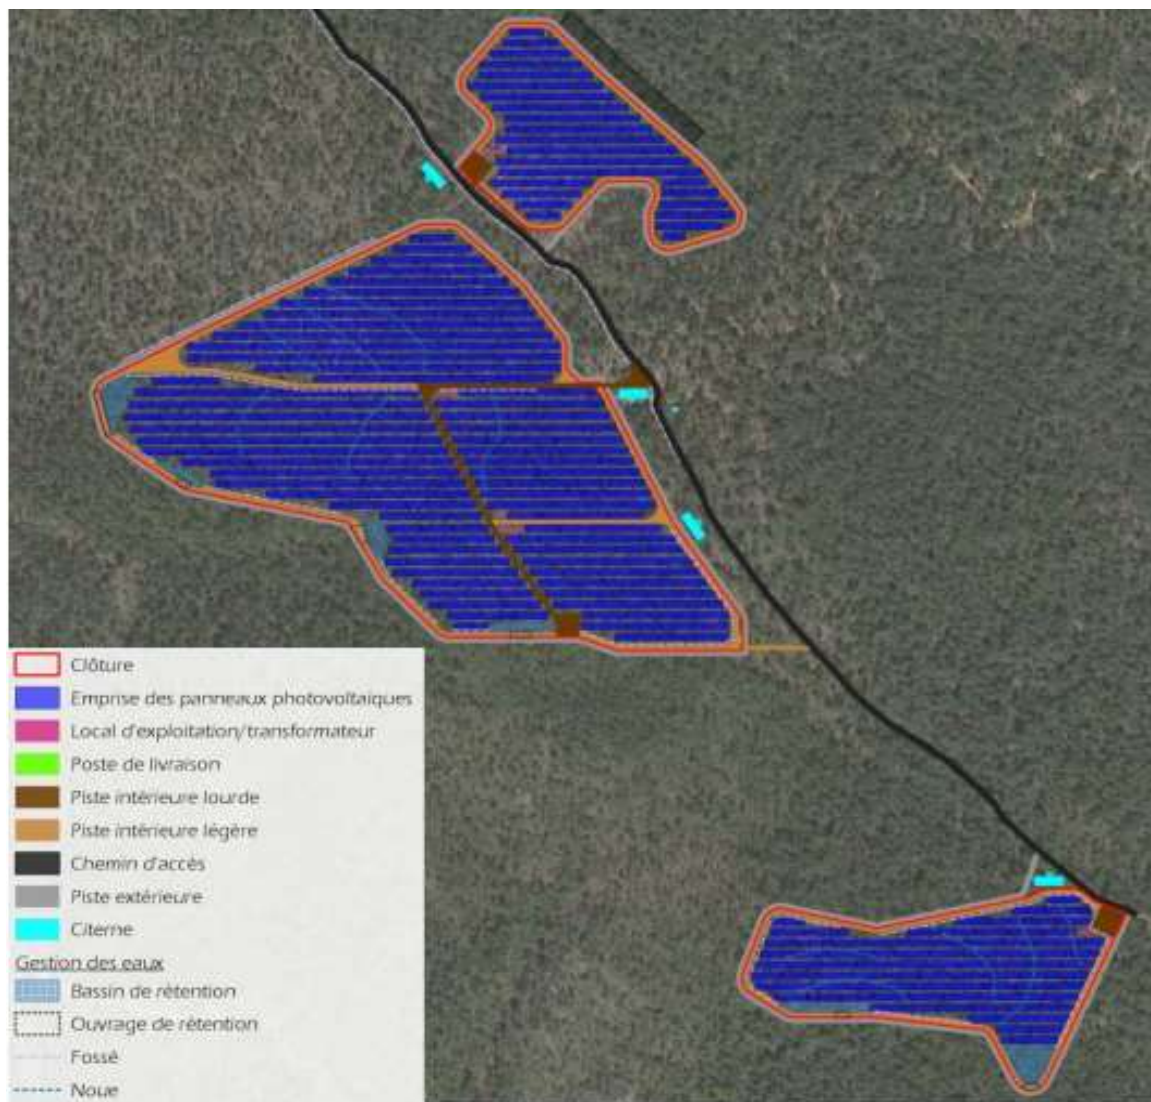 Clôture
Emprise des panneaux photovoltaïques
Local d'exploitation/transformateur
Poste de livraison
Piste intérieure lourde
Piste intérieure légère
Chemin d'accès
Piste extérieure
Citerne
Gestion des eaux
Bassin de rétention
Ouvrage de rétention
Fossé
Noue